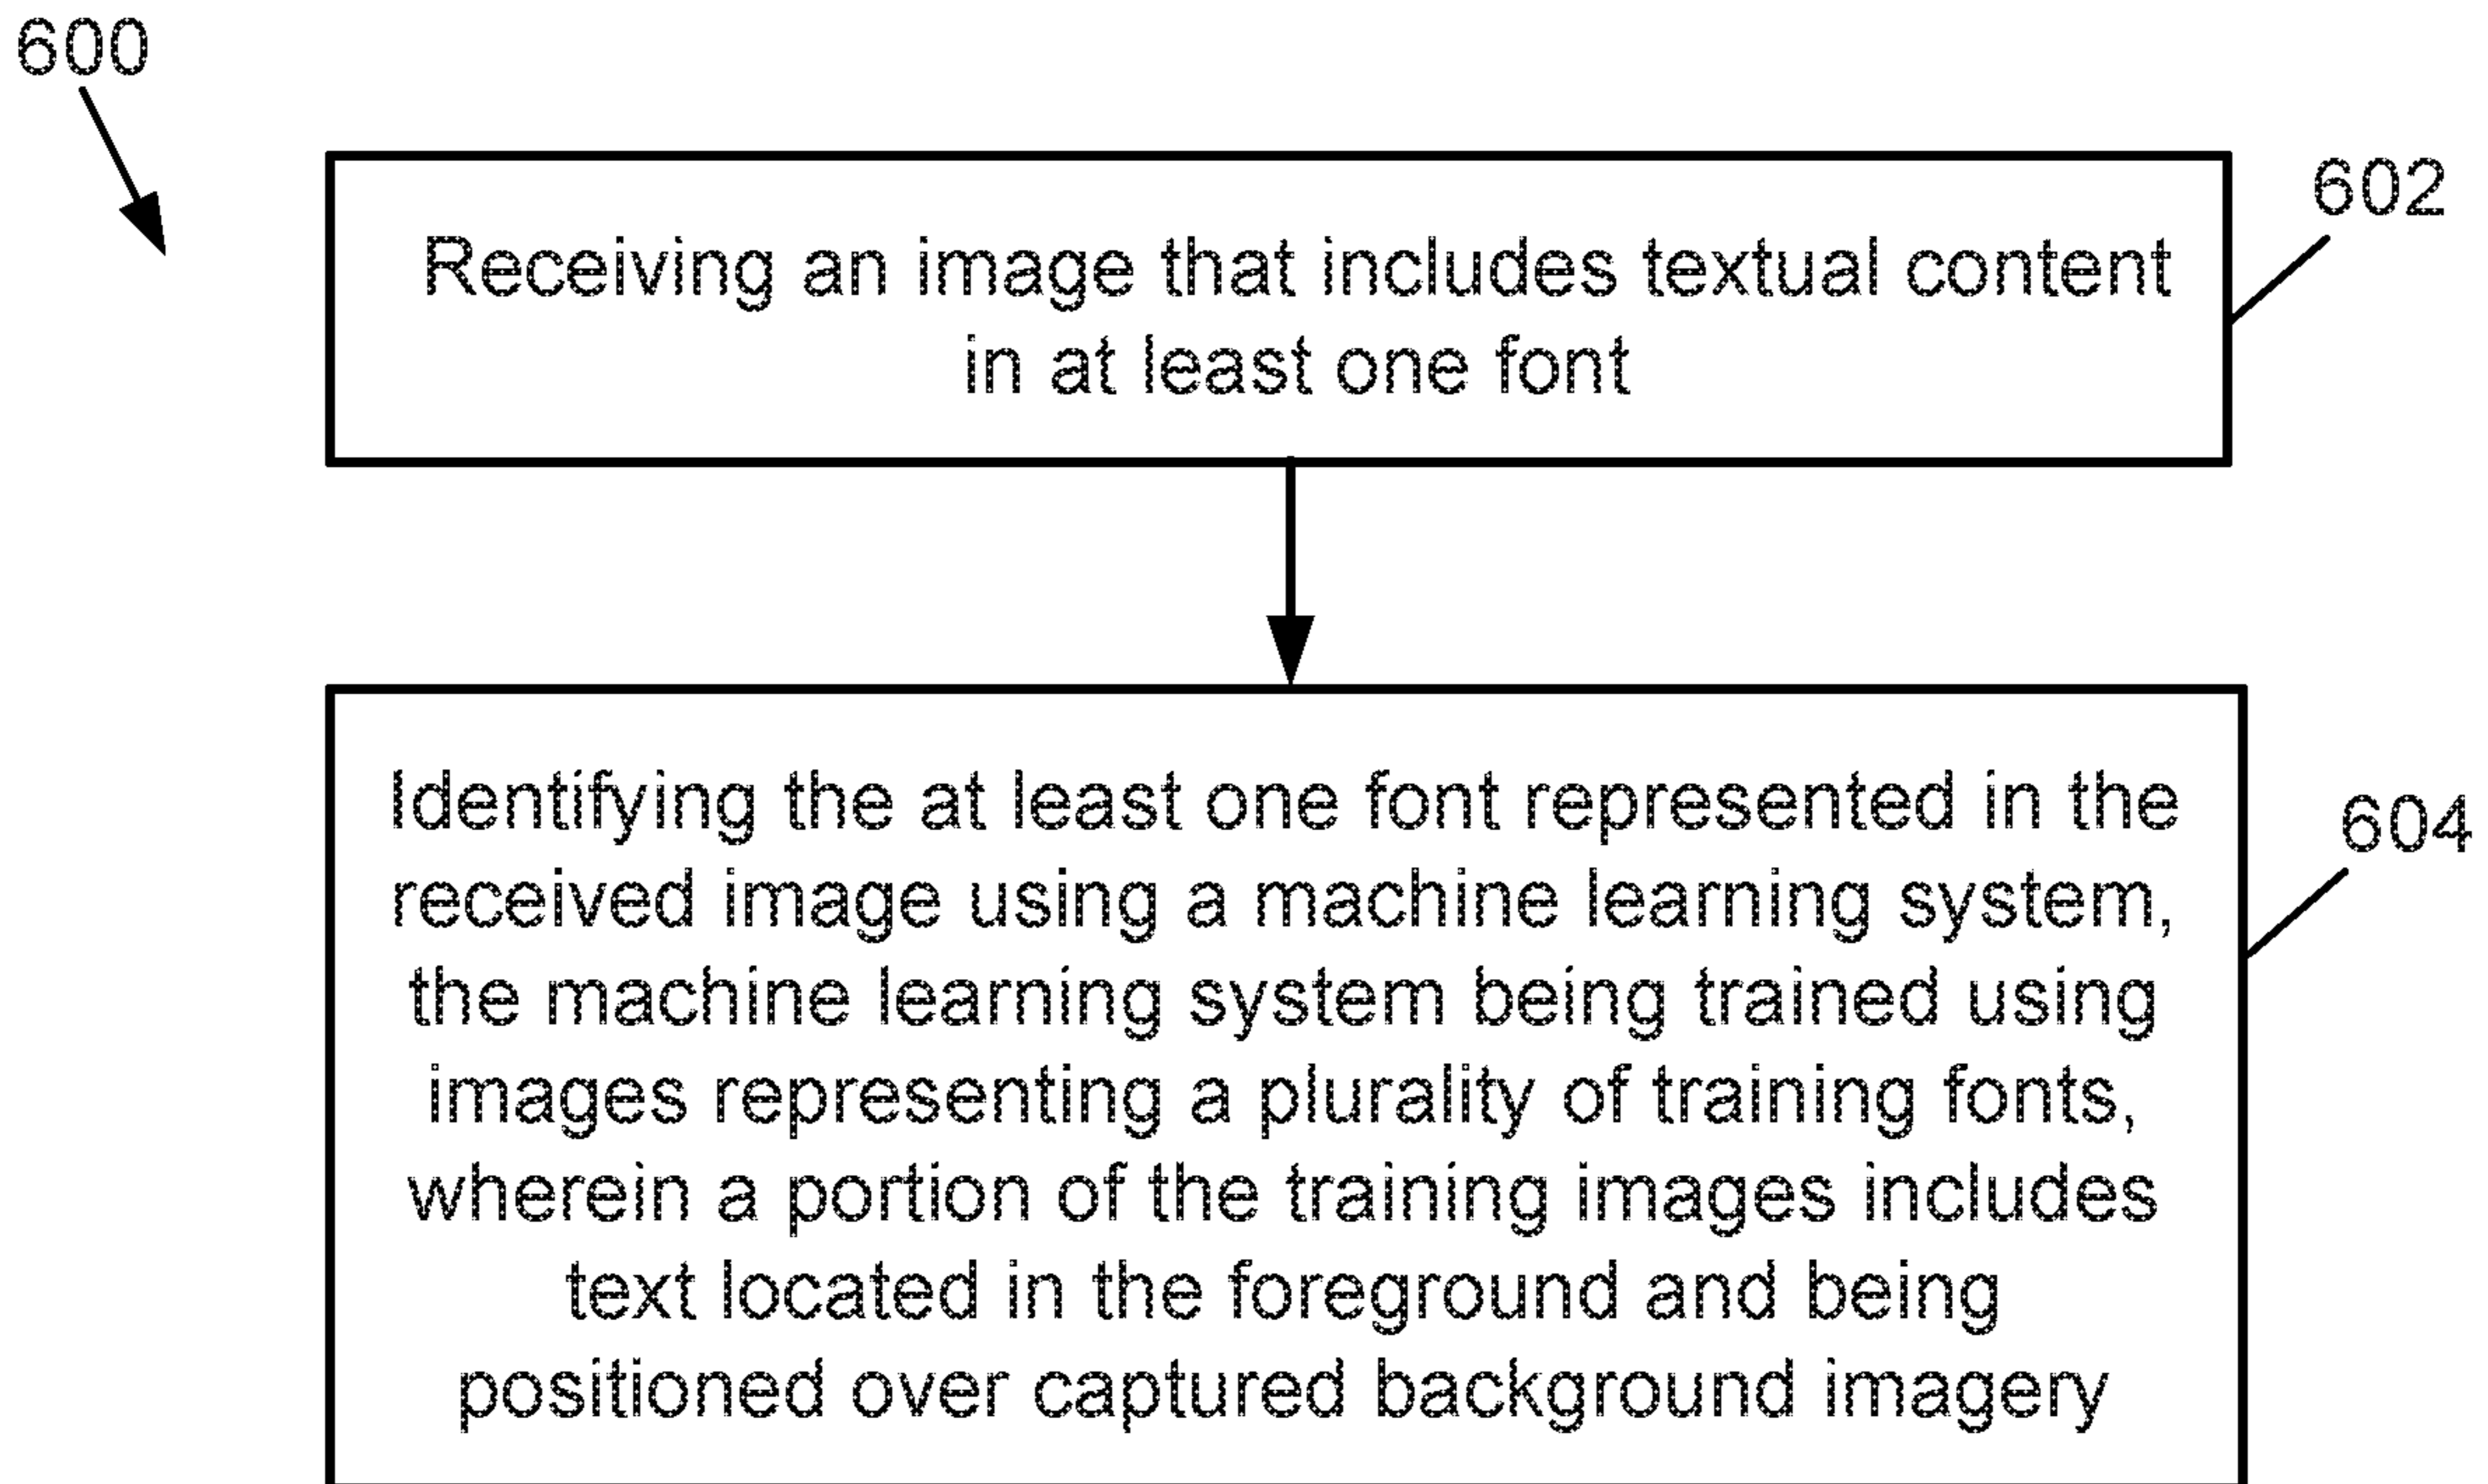 600
602
Receiving an image that includes textual content
in at least one font
Identifying the at least one font represented in the
received image using a machine learning system,
604
the machine learning system being trained using
images representing a plurality of training fonts,
wherein a portion of the training images includes
text located in the foreground and being
positioned over captured background imagery